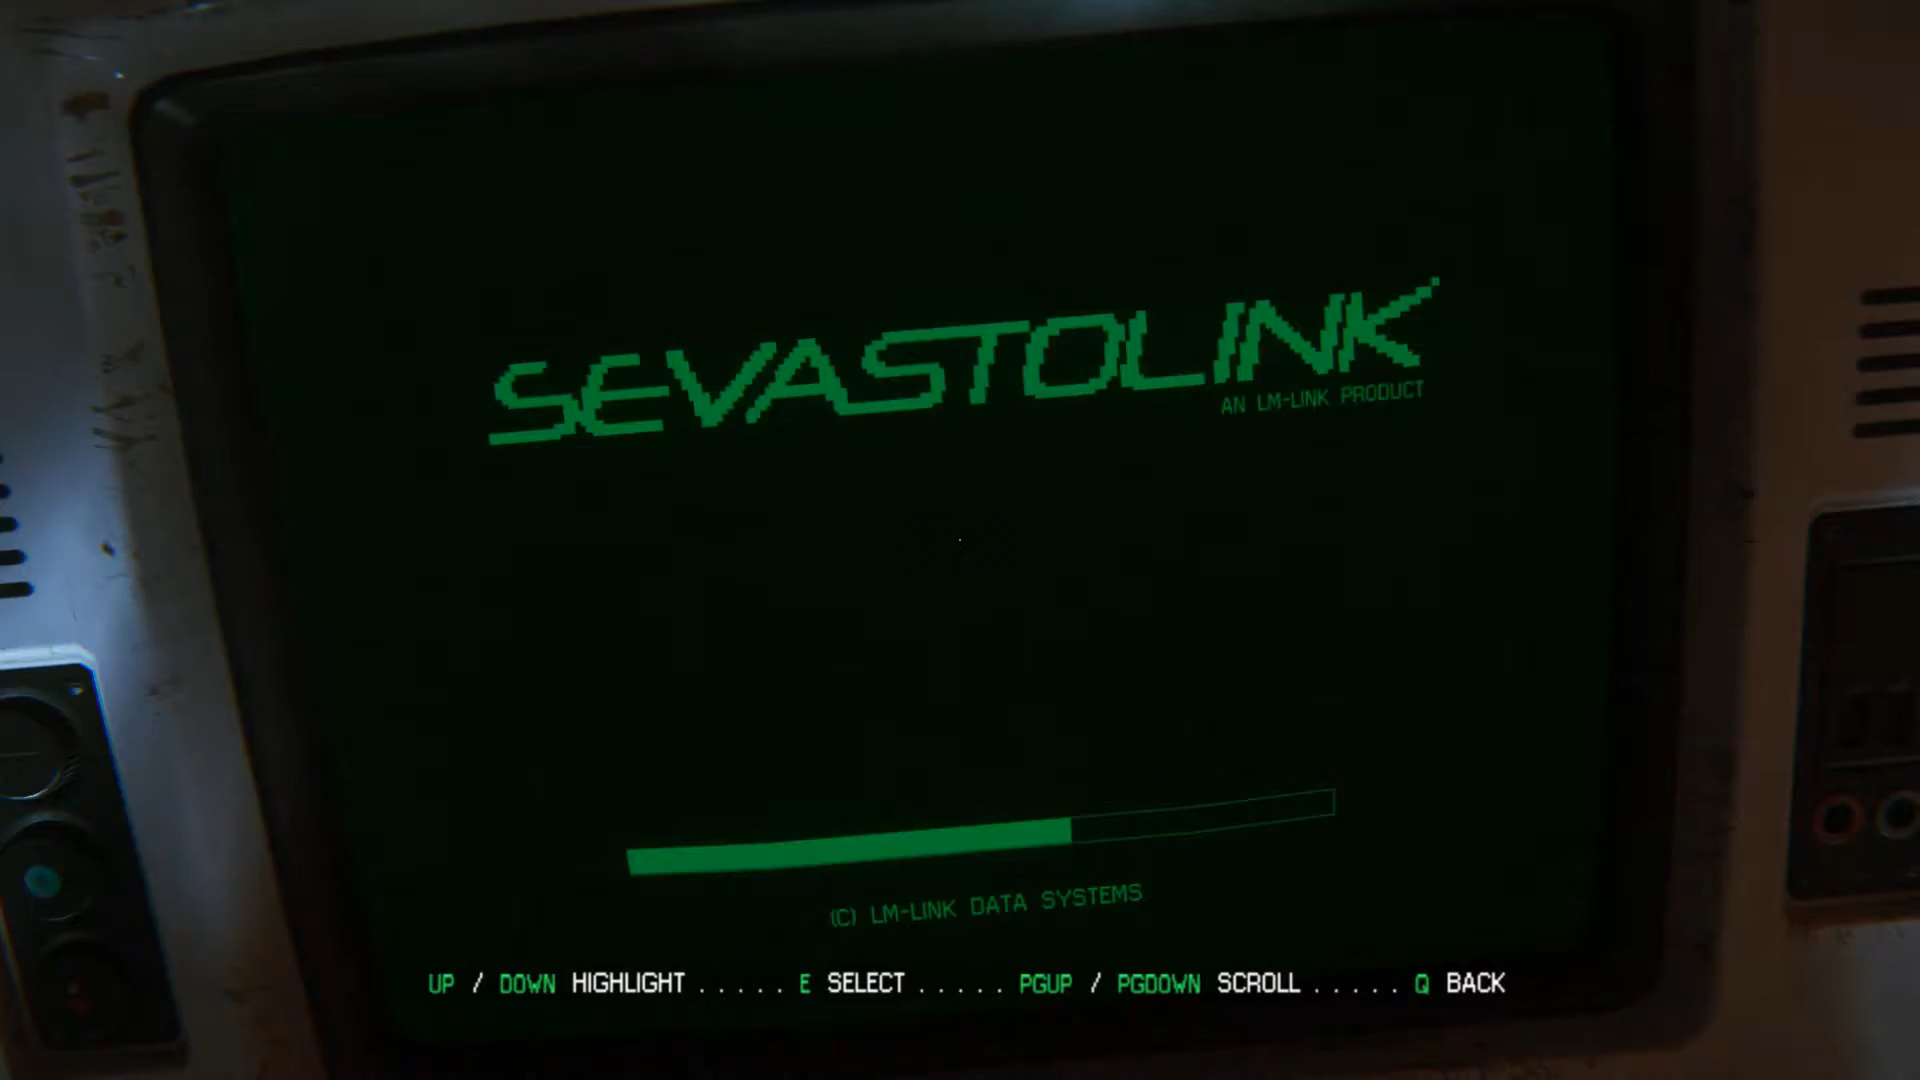 SEVASTOLINK
AN LM-LINK PRODUCT
(C) LM-LINK DATA SYSTEMS
UP / DOWN HIGHLIGHT ..... E SELECT ..... PGUP / PGDOWN SCROLL ..... Q BACK